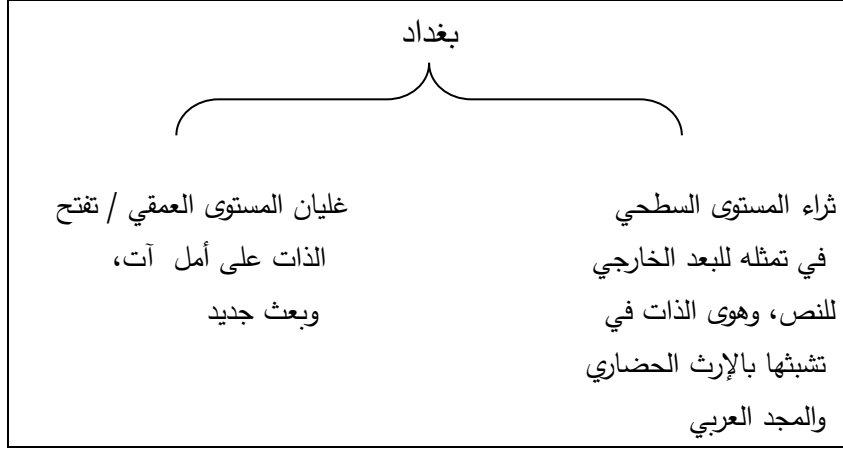 بغداد
ثراء المستوى السطحي
في تمثله للبعد الخارجي
للنص، وهوى الذات في
تشبثها بالإرث الحضاري
والمجد العربي
غليان المستوى العمقي / تفتح
الذات على أمل آت،
وبعث جديد